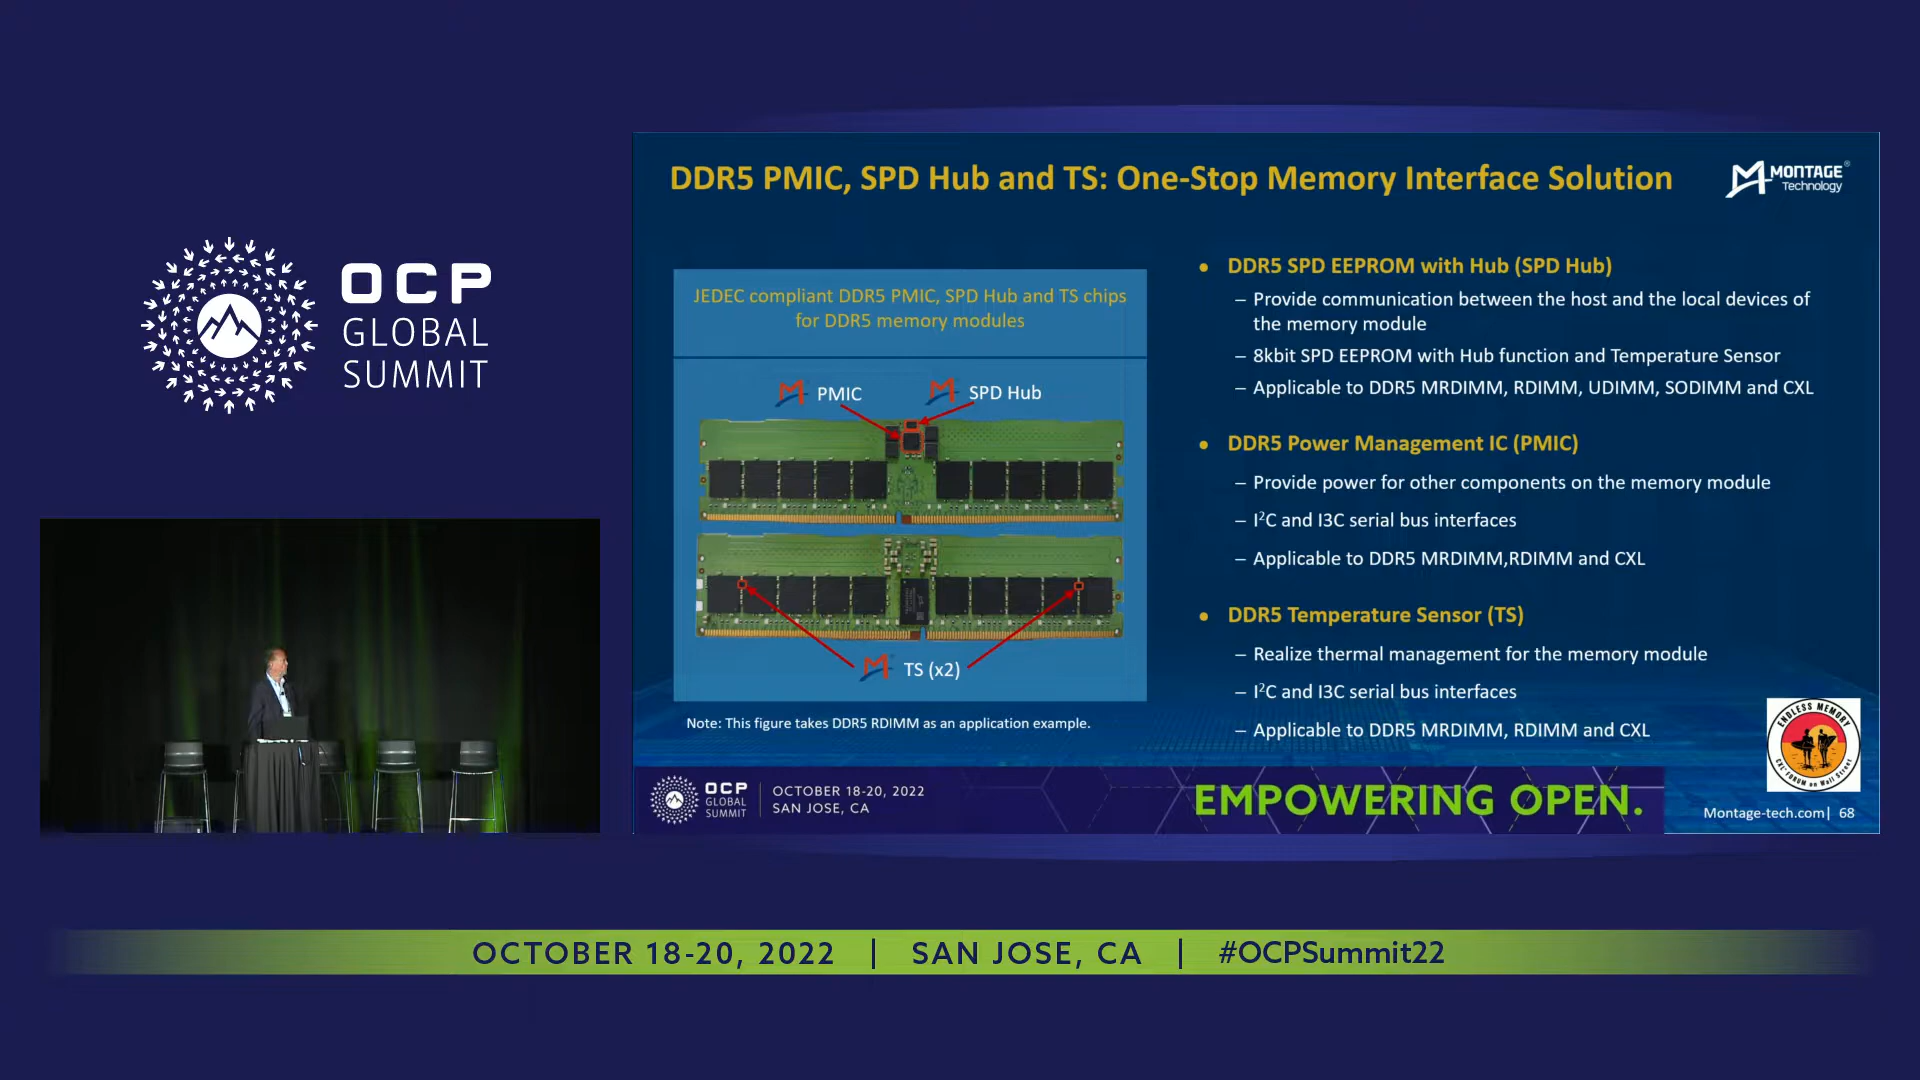 OCP
GLOBAL
SUMMIT
DDR5 PMIC, SPD Hub and TS: One-Stop Memory Interface Solution
MONTAGE®
Technology
JEDEC compliant DDR5 PMIC, SPD Hub and TS chips
for DDR5 memory modules
PMIC
SPD Hub
TS (x2)
Note: This figure takes DDR5 RDIMM as an application example.
• DDR5 SPD EEPROM with Hub (SPD Hub)
– Provide communication between the host and the local devices of
the memory module
– 8kbit SPD EEPROM with Hub function and Temperature Sensor
– Applicable to DDR5 MRDIMM, RDIMM, UDIMM, SODIMM and CXL
• DDR5 Power Management IC (PMIC)
– Provide power for other components on the memory module
– I²C and I3C serial bus interfaces
– Applicable to DDR5 MRDIMM,RDIMM and CXL
• DDR5 Temperature Sensor (TS)
– Realize thermal management for the memory module
– I²C and I3C serial bus interfaces
– Applicable to DDR5 MRDIMM, RDIMM and CXL
ENDLESS MEMORY
CXL FORUM on Wall Street
OCP
GLOBAL
SUMMIT
OCTOBER 18-20, 2022
SAN JOSE, CA
EMPOWERING OPEN.
Montage-tech.com| 68
OCTOBER 18-20, 2022 | SAN JOSE, CA | #OCPSummit22